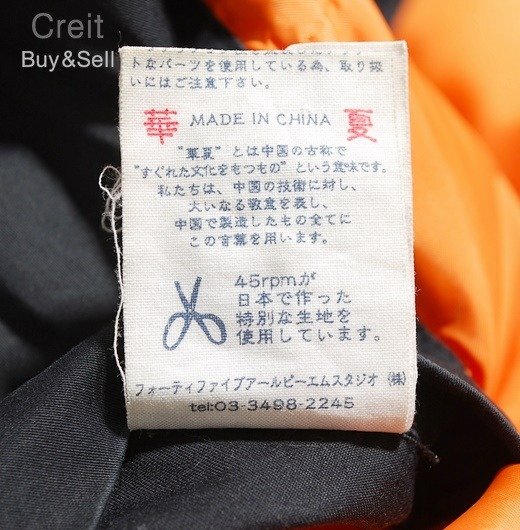 Creit
Buy&Sell
トなパーツを使用している為、取り扱
いにはご注意下さい。
華 MADE IN CHINA 夏
"華夏" とは中国の古称で
"すぐれた文化をもつもの" という意味です。
私たちは、中国の技術に対し、
大いなる敬意を表し、
中国で製造したもの全てに
この言葉を用います。
45rpmが
日本で作った
特別な生地を
使用しています。
フォーティファイブアールピーエムスタジオ (株)
tel:03-3498-2245